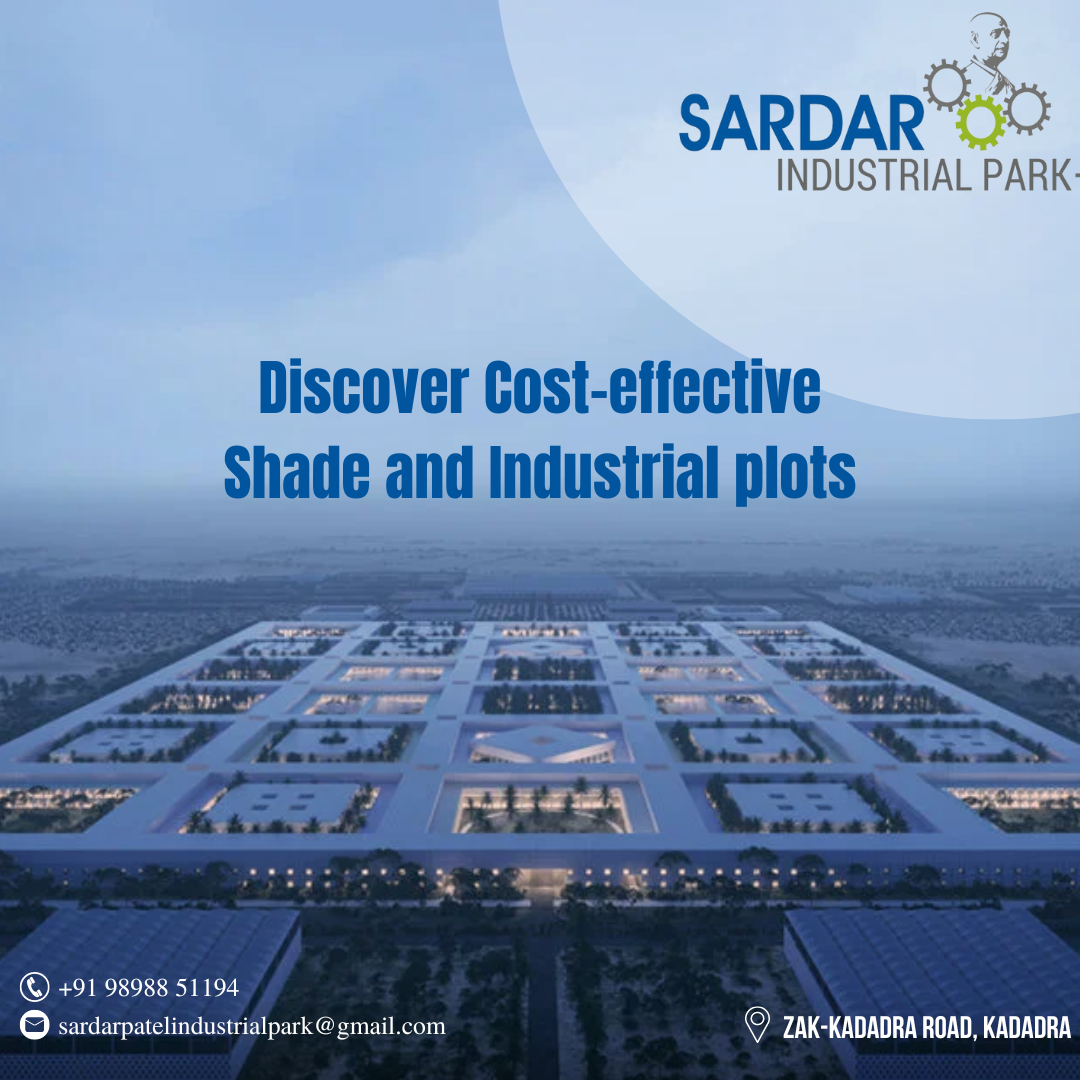 SARDAR
INDUSTRIAL PARK-
Discover Cost-effective
Shade and Industrial plots
+91 98988 51194
sardarpatelindustrialpark@gmail.com
ZAK-KADADRA ROAD, KADADRA